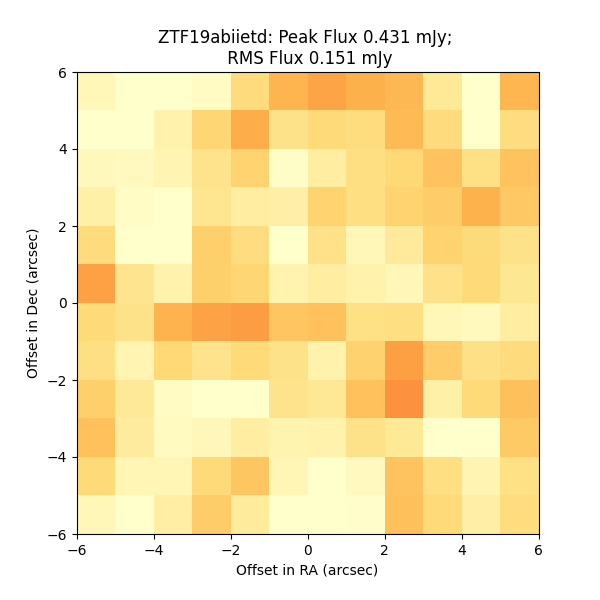 ZTF19abiietd: Peak Flux 0.431 mJy;
RMS Flux 0.151 mJy
6
4
2
0
−2
−4
−6
Offset in Dec (arcsec)
−6 −4 −2 0 2 4 6
Offset in RA (arcsec)